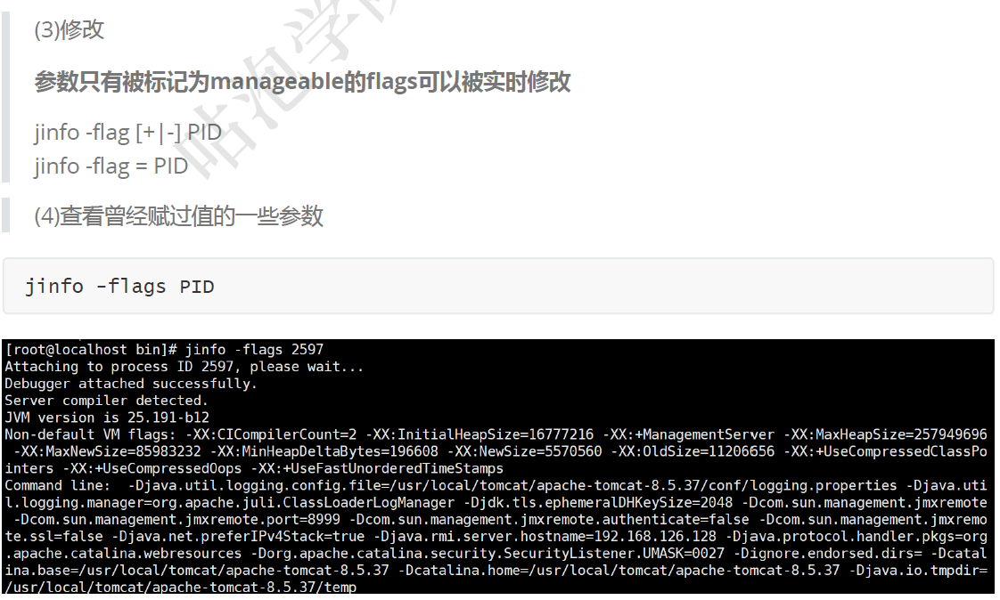 (3)修改
参数只有被标记为manageable的flags可以被实时修改
jinfo -flag [+|-] PID
jinfo -flag = PID
(4)查看曾经赋过值的一些参数
jinfo -flags PID
[root@localhost bin]# jinfo -flags 2597
Attaching to process ID 2597, please wait...
Debugger attached successfully.
Server compiler detected.
JVM version is 25.191-b12
Non-default VM flags: -XX:CICompilerCount=2 -XX:InitialHeapSize=16777216 -XX:+ManagementServer -XX:MaxHeapSize=257949696
-XX:MaxNewSize=85983232 -XX:MinHeapDeltaBytes=196608 -XX:NewSize=5570560 -XX:OldSize=11206656 -XX:+UseCompressedClassPo
inters -XX:+UseCompressedOops -XX:+UseFastUnorderedTimeStamps
Command line:  -Djava.util.logging.config.file=/usr/local/tomcat/apache-tomcat-8.5.37/conf/logging.properties -Djava.uti
l.logging.manager=org.apache.juli.ClassLoaderLogManager -Djdk.tls.ephemeralDHKeySize=2048 -Dcom.sun.management.jmxremote
-Dcom.sun.management.jmxremote.port=8999 -Dcom.sun.management.jmxremote.authenticate=false -Dcom.sun.management.jmxremo
te.ssl=false -Djava.net.preferIPv4Stack=true -Djava.rmi.server.hostname=192.168.126.128 -Djava.protocol.handler.pkgs=org
.apache.catalina.webresources -Dorg.apache.catalina.security.SecurityListener.UMASK=0027 -Dignore.endorsed.dirs= -Dcatal
ina.base=/usr/local/tomcat/apache-tomcat-8.5.37 -Dcatalina.home=/usr/local/tomcat/apache-tomcat-8.5.37 -Djava.io.tmpdir=
/usr/local/tomcat/apache-tomcat-8.5.37/temp
咕泡学